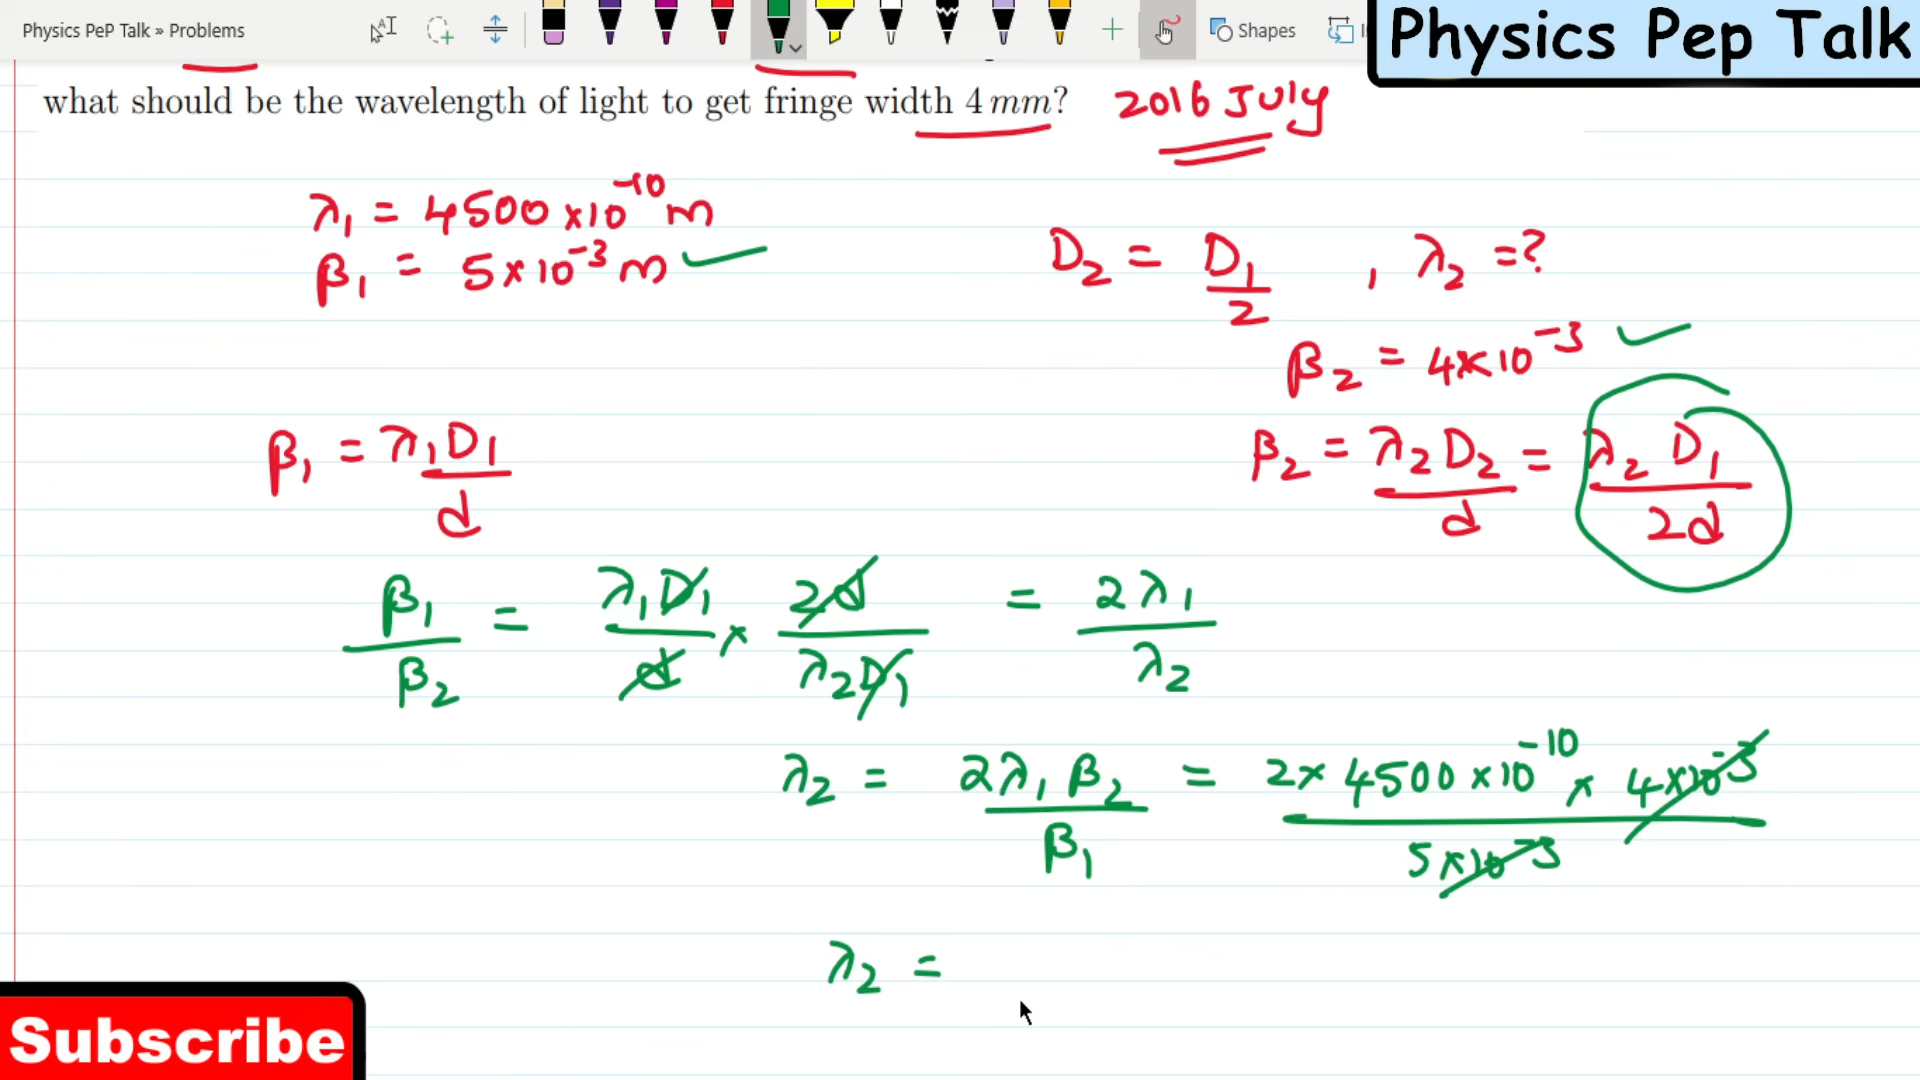 Physics PeP Talk » Problems
Shapes
Physics Pep Talk
what should be the wavelength of light to get fringe width 4 mm? 2016 July
λ₁ = 4500 × 10⁻¹⁰ m
β₁ = 5 × 10⁻³ m
D₂ = D₁/2 , λ₂ = ?
β₂ = 4×10⁻³
β₁ = λ₁D₁/d
β₂ = λ₂D₂/d = λ₂ D₁/2d
β₁/β₂ = λ₁D₁/d × 2d/λ₂D₁ = 2λ₁/λ₂
λ₂ = 2λ₁β₂/β₁ = 2× 4500 ×10⁻¹⁰ × 4×10⁻³/5×10⁻³
λ₂ =
Subscribe